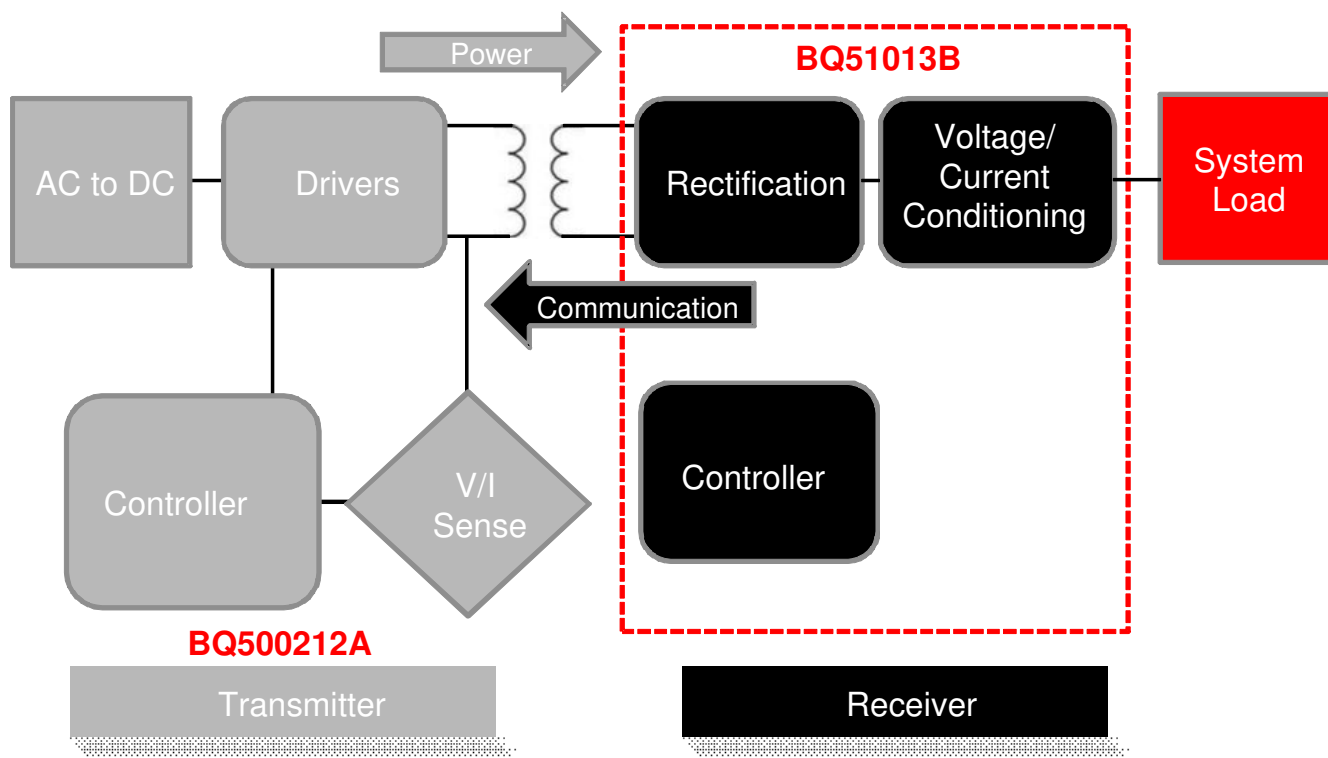 Power
BQ51013B
AC to DC
Drivers
Rectification
Voltage/
Current
Conditioning
System
Load
Communication
Controller
V/I
Sense
Controller
BQ500212A
Transmitter
Receiver